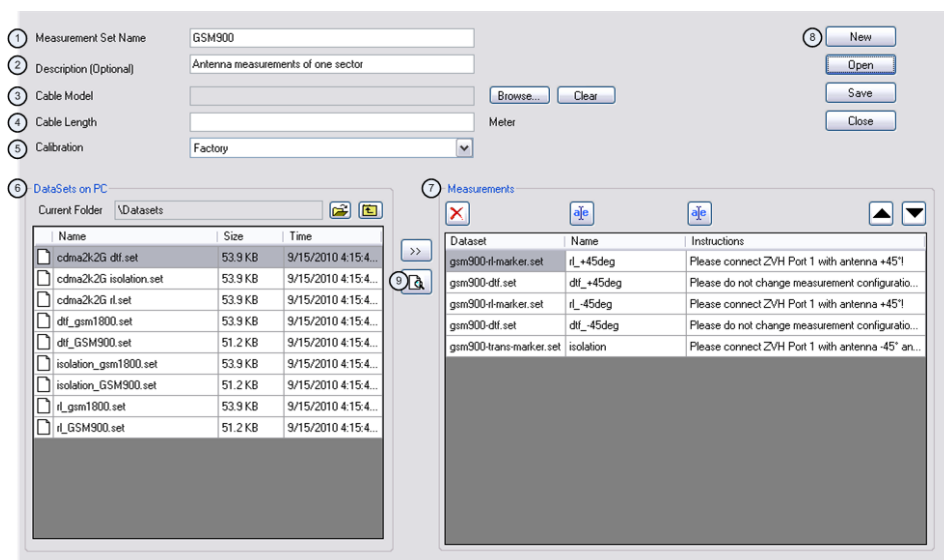 1 Measurement Set Name GSM900
2 Description (Optional) Antenna measurements of one sector
3 Cable Model Browse... Clear
4 Cable Length Meter
5 Calibration Factory
8 New
Open
Save
Close
6 DataSets on PC
Current Folder \Datasets
Name Size Time
cdma2k2G dtf.set 53.9 KB 9/15/2010 4:15:4...
cdma2k2G isolation.set 53.9 KB 9/15/2010 4:15:4...
cdma2k2G rl.set 53.9 KB 9/15/2010 4:15:4...
dtf_gsm1800.set 53.9 KB 9/15/2010 4:15:4...
dtf_GSM900.set 51.2 KB 9/15/2010 4:15:4...
isolation_gsm1800.set 53.9 KB 9/15/2010 4:15:4...
isolation_GSM900.set 51.2 KB 9/15/2010 4:15:4...
rl_gsm1800.set 53.9 KB 9/15/2010 4:15:4...
rl_GSM900.set 51.2 KB 9/15/2010 4:15:4...
>>
9
7 Measurements
a|e a|e
Dataset Name Instructions
gsm900-rl-marker.set rl_+45deg Please connect ZVH Port 1 with antenna +45°!
gsm900-dtf.set dtf_+45deg Please do not change measurement configuratio...
gsm900-rl-marker.set rl_-45deg Please connect ZVH Port 1 with antenna +45°!
gsm900-dtf.set dtf_-45deg Please do not change measurement configuratio...
gsm900-trans-marker.set isolation Please connect ZVH Port 1 with antenna -45° an...